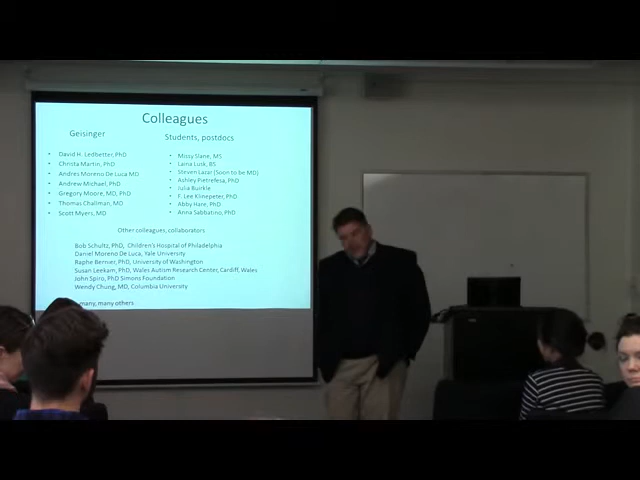 Colleagues
Geisinger
• David H. Ledbetter, PhD
• Christa Martin, PhD
• Andres Moreno De Luca MD
• Andrew Michael, PhD
• Gregory Moore, MD, PhD
• Thomas Challman, MD
• Scott Myers, MD
Students, postdocs
• Missy Slane, MS
• Laina Lusk, BS
• Steven Lazar (Soon to be MD)
• Ashley Pietrefesa, PhD
• Julia
• F. Lee Klinepeter, PhD
• Abby Hare, PhD
• Anna Sabbatino, PhD
Other colleagues, collaborators
Bob Schultz, PhD, Children's Hospital of Philadelphia
Daniel Moreno De Luca, Yale University
Raphe Bernier, PhD, University of Washington
Susan Leekam, PhD, Wales Autism Research Center, Cardiff, Wales
John Spiro, PhD Simons Foundation
Wendy Chung, MD, Columbia University
many, many others